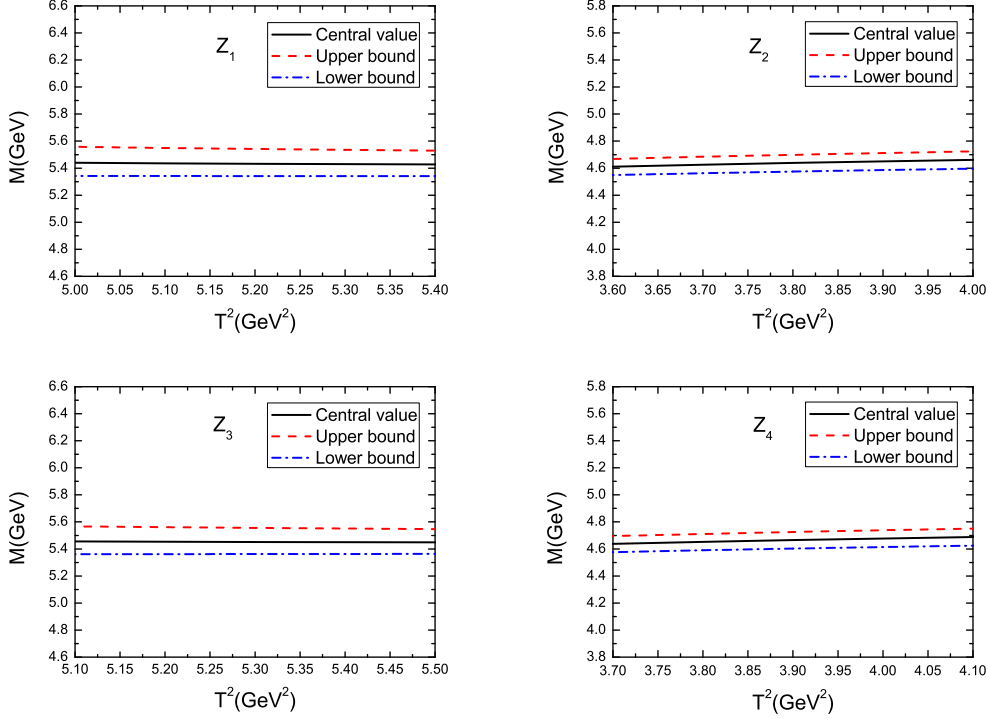 Z1
Central value
Upper bound
Lower bound
M(GeV)
6.6
6.4
6.2
6.0
5.8
5.6
5.4
5.2
5.0
4.8
4.6
5.00 5.05 5.10 5.15 5.20 5.25 5.30 5.35 5.40
T2(GeV2)
Z2
Central value
Upper bound
Lower bound
M(GeV)
5.8
5.6
5.4
5.2
5.0
4.8
4.6
4.4
4.2
4.0
3.8
3.60 3.65 3.70 3.75 3.80 3.85 3.90 3.95 4.00
T2(GeV2)
Z3
Central value
Upper bound
Lower bound
M(GeV)
6.6
6.4
6.2
6.0
5.8
5.6
5.4
5.2
5.0
4.8
4.6
5.10 5.15 5.20 5.25 5.30 5.35 5.40 5.45 5.50
T2(GeV2)
Z4
Central value
Upper bound
Lower bound
M(GeV)
5.8
5.6
5.4
5.2
5.0
4.8
4.6
4.4
4.2
4.0
3.8
3.70 3.75 3.80 3.85 3.90 3.95 4.00 4.05 4.10
T2(GeV2)